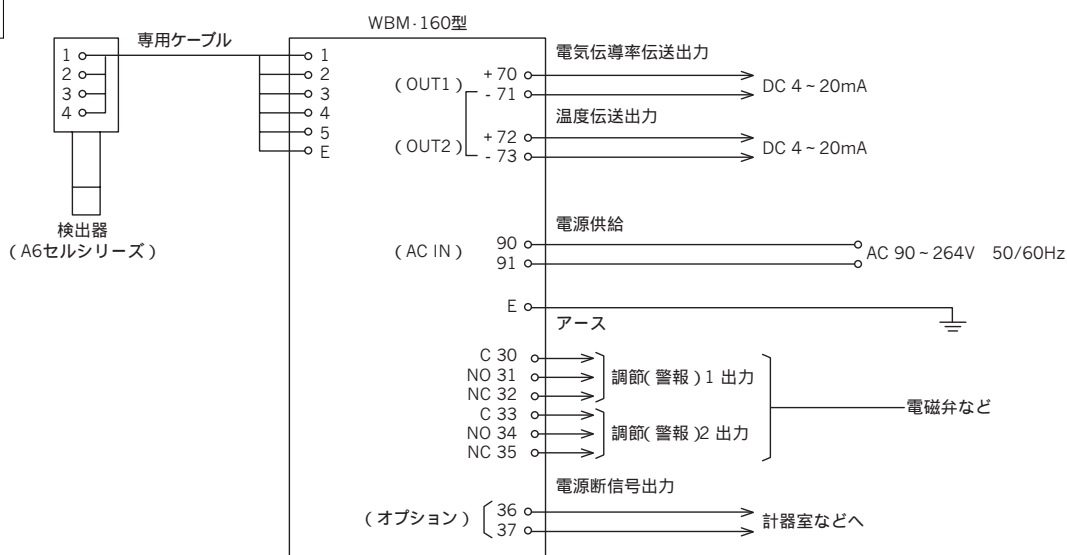 WBM·160型
専用ケーブル
1
2
3
4
検出器
(A6セルシリーズ)
1
2
3
4
5
E
電気伝導率伝送出力
(OUT1)
+70
-71
DC 4~20mA
温度伝送出力
(OUT2)
+72
-73
DC 4~20mA
電源供給
(AC IN)
90
91
AC 90~264V 50/60Hz
E
アース
C 30
NO 31
NC 32
調節(警報)1 出力
C 33
NO 34
NC 35
調節(警報)2 出力
電磁弁など
電源断信号出力
(オプション)
36
37
計器室などへ